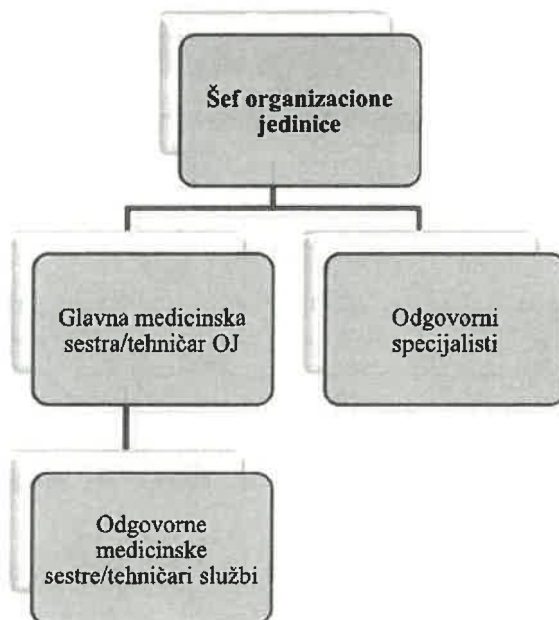 Šef organizacione
jedinice
Glavna medicinska
sestra/tehničar OJ
Odgovorni
specijalisti
Odgovorne
medicinske
sestre/tehničari službi